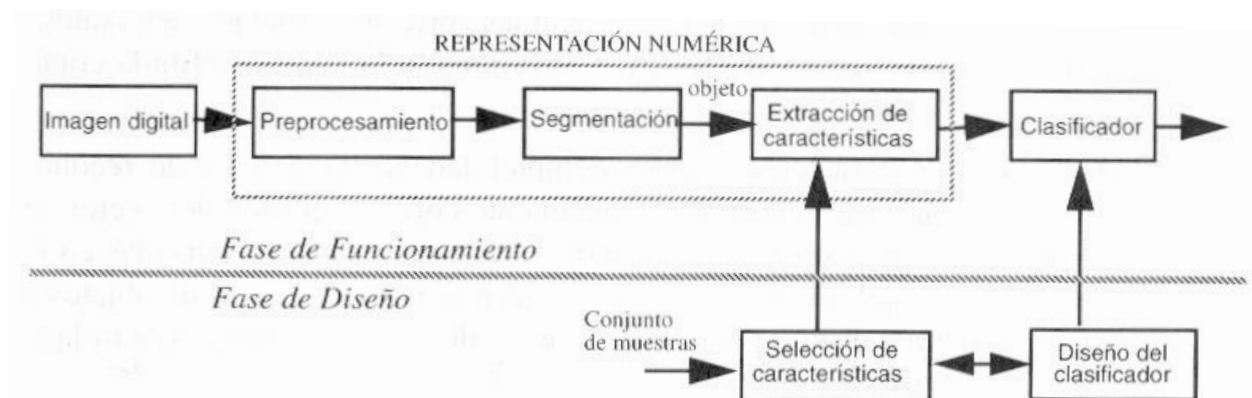 REPRESENTACIÓN NUMÉRICA
objeto
Imagen digital
Preprocesamiento
Segmentación
Extracción de
características
Clasificador
Fase de Funcionamiento
Fase de Diseño
Conjunto
de muestras
Selección de
características
Diseño del
clasificador